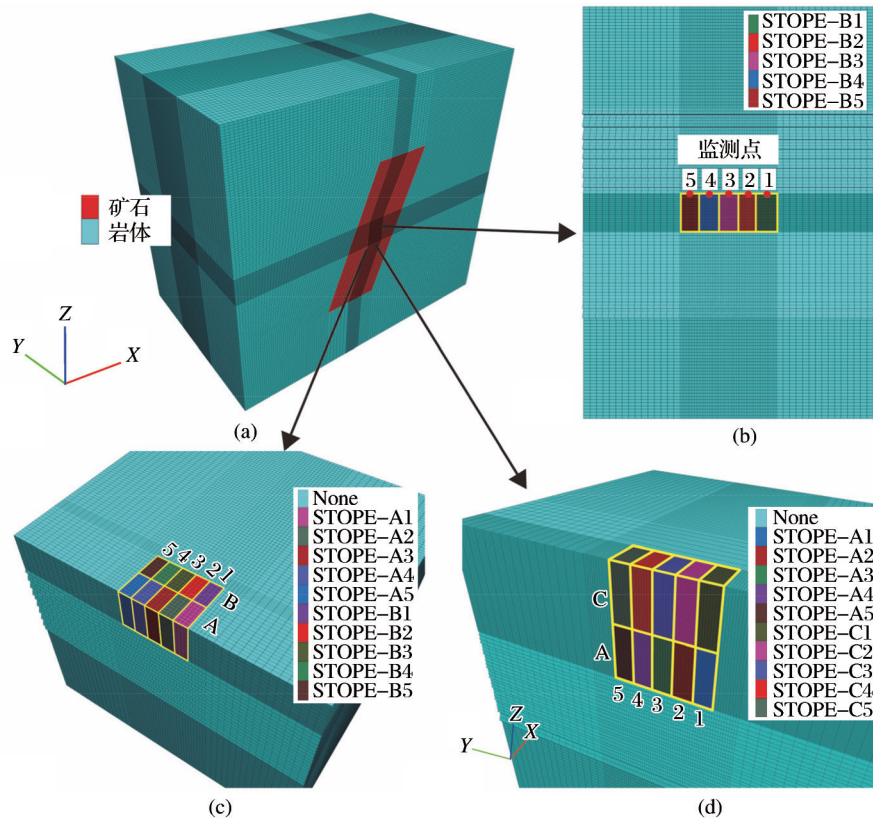 矿石
岩体
Z
Y
X
(a)
STOPE-B1
STOPE-B2
STOPE-B3
STOPE-B4
STOPE-B5
监测点
5 4 3 2 1
(b)
None
STOPE-A1
STOPE-A2
STOPE-A3
STOPE-A4
STOPE-A5
STOPE-B1
STOPE-B2
STOPE-B3
STOPE-B4
STOPE-B5
5 4 3 2 1
B
A
(c)
None
STOPE-A1
STOPE-A2
STOPE-A3
STOPE-A4
STOPE-A5
STOPE-C1
STOPE-C2
STOPE-C3
STOPE-C4
STOPE-C5
C
A
5 4 3 2 1
Z
X
Y
(d)